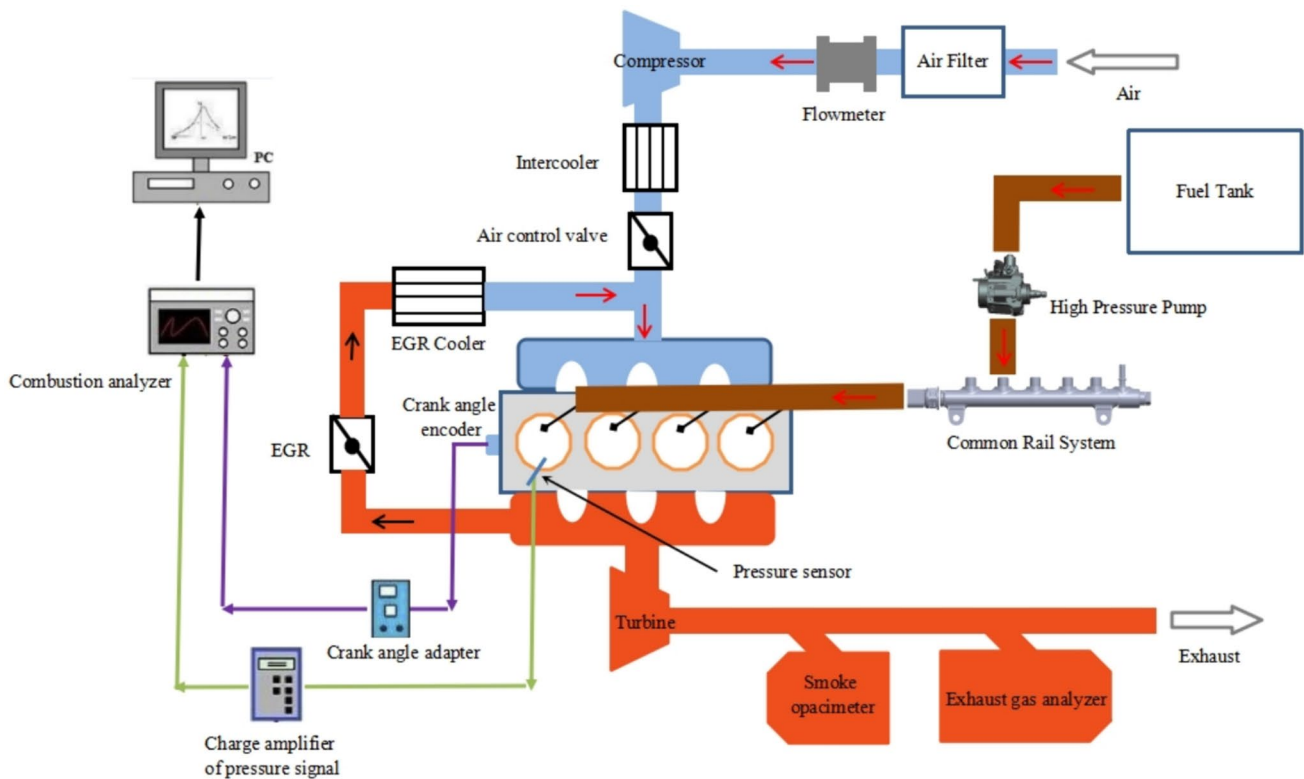 Compressor
Air Filter
Air
Flowmeter
PC
Intercooler
Fuel Tank
Air control valve
High Pressure Pump
EGR Cooler
Combustion analyzer
Crank angle
encoder
Common Rail System
EGR
Pressure sensor
Turbine
Crank angle adapter
Exhaust
Smoke
opacimeter
Exhaust gas analyzer
Charge amplifier
of pressure signal